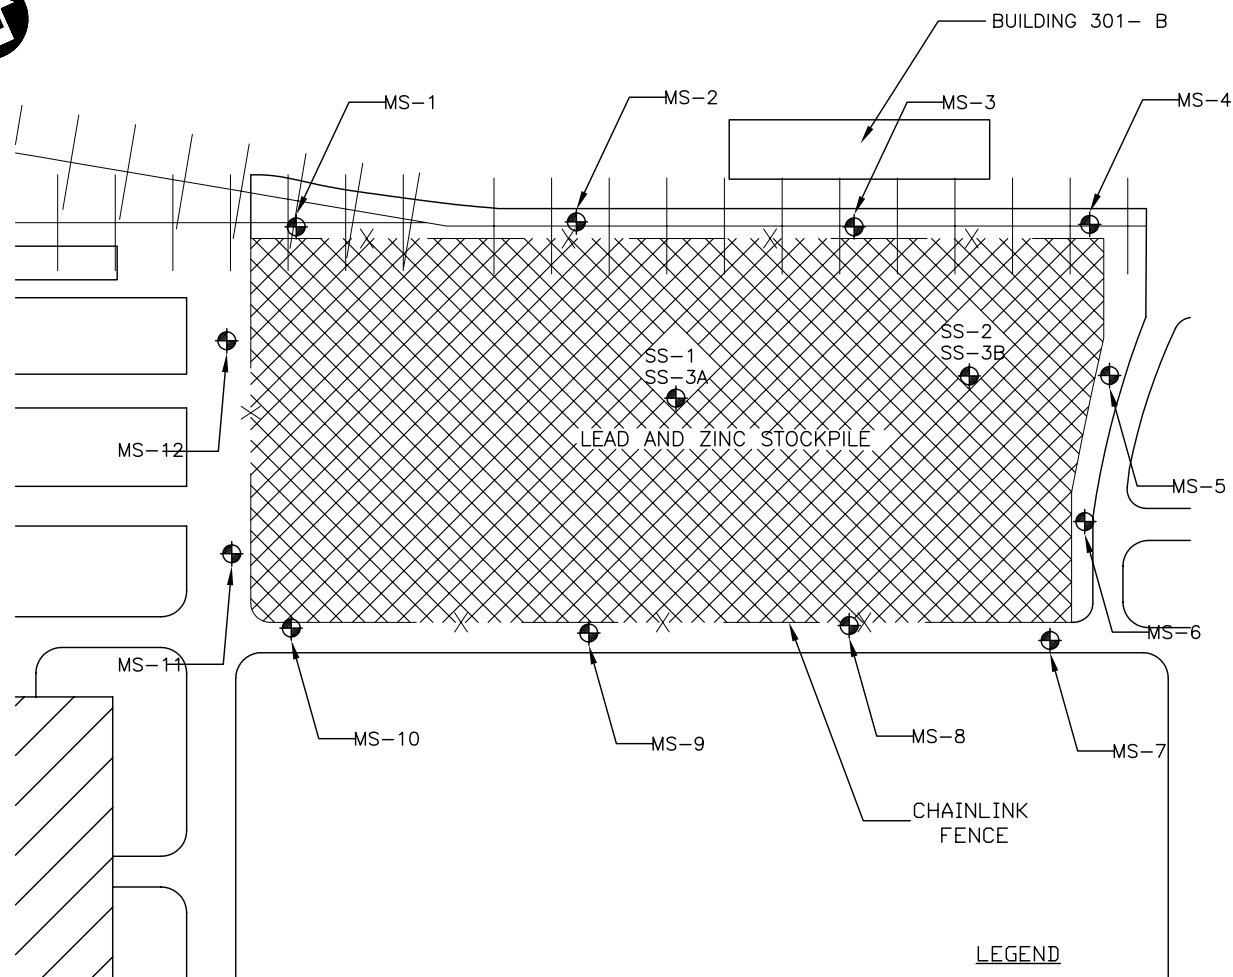 BUILDING 301- B
MS-1
MS-2
MS-3
MS-4
SS-2
SS-3B
SS-1
SS-3A
LEAD AND ZINC STOCKPILE
MS-12
MS-5
MS-6
MS-11
MS-10
MS-9
MS-8
MS-7
CHAINLINK
FENCE
LEGEND